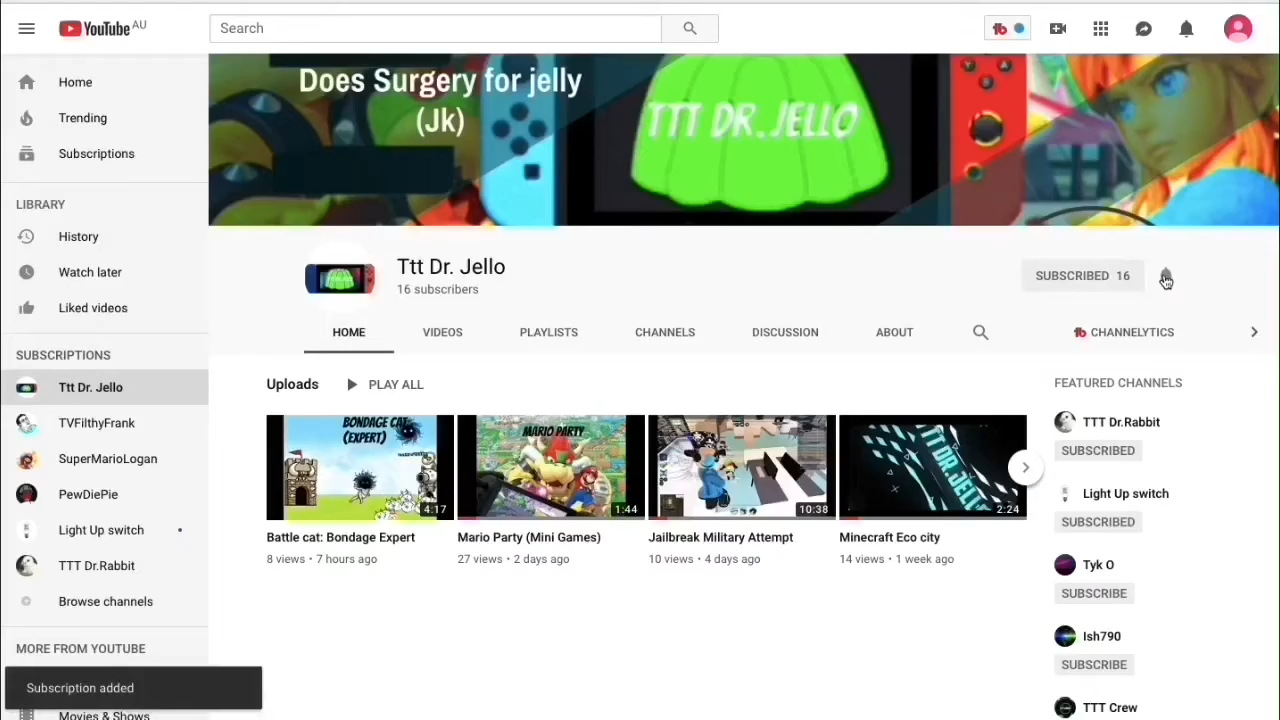 YouTube AU
Search
Home
Trending
Subscriptions
LIBRARY
History
Watch later
Liked videos
SUBSCRIPTIONS
Ttt Dr. Jello
TVFilthyFrank
SuperMarioLogan
PewDiePie
Light Up switch
TTT Dr.Rabbit
Browse channels
MORE FROM YOUTUBE
Movies & Shows
Subscription added
Does Surgery for jelly
(Jk)
TTT DR.JELLO
Ttt Dr. Jello
16 subscribers
SUBSCRIBED 16
HOME
VIDEOS
PLAYLISTS
CHANNELS
DISCUSSION
ABOUT
CHANNELYTICS
Uploads
PLAY ALL
BONDAGE CAT
(EXPERT)
4:17
Battle cat: Bondage Expert
8 views • 7 hours ago
MARIO PARTY
1:44
Mario Party (Mini Games)
27 views • 2 days ago
10:38
Jailbreak Military Attempt
10 views • 4 days ago
TTT DR.JELLO
2:24
Minecraft Eco city
14 views • 1 week ago
FEATURED CHANNELS
TTT Dr.Rabbit
SUBSCRIBED
Light Up switch
SUBSCRIBED
Tyk O
SUBSCRIBE
Ish790
SUBSCRIBE
TTT Crew